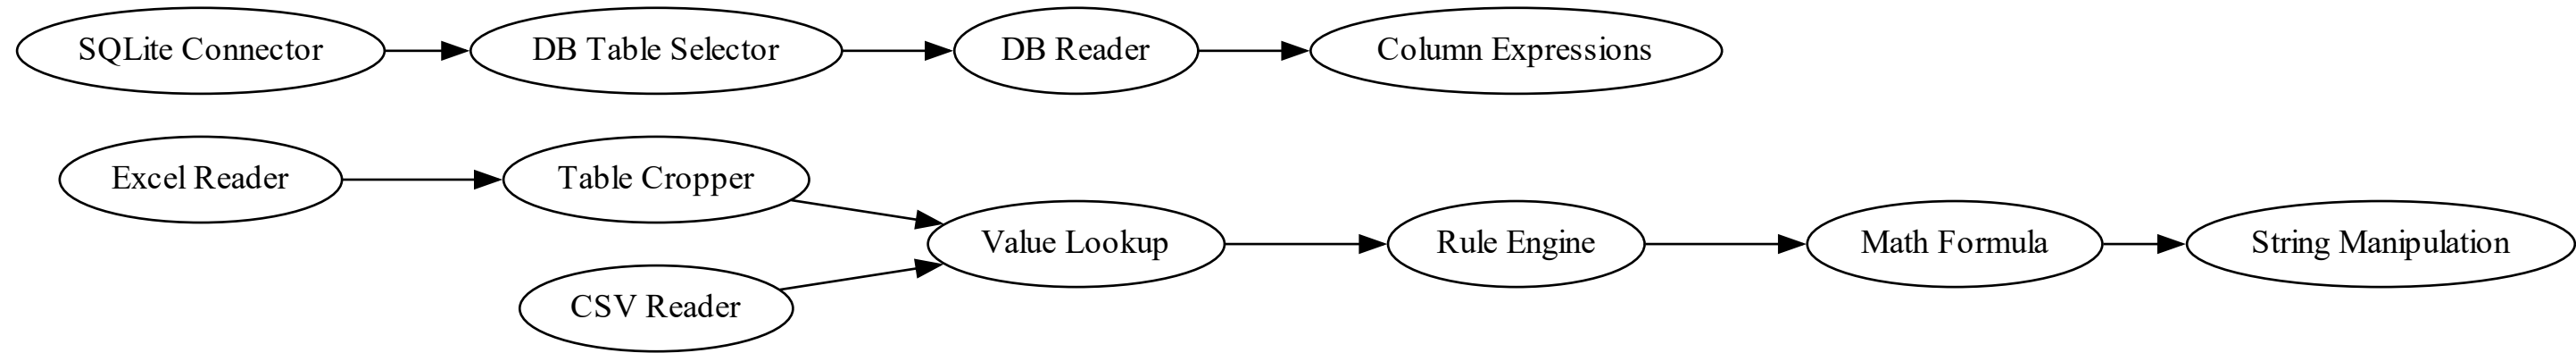 SQLite Connector
DB Table Selector
DB Reader
Column Expressions
Excel Reader
Table Cropper
CSV Reader
Value Lookup
Rule Engine
Math Formula
String Manipulation